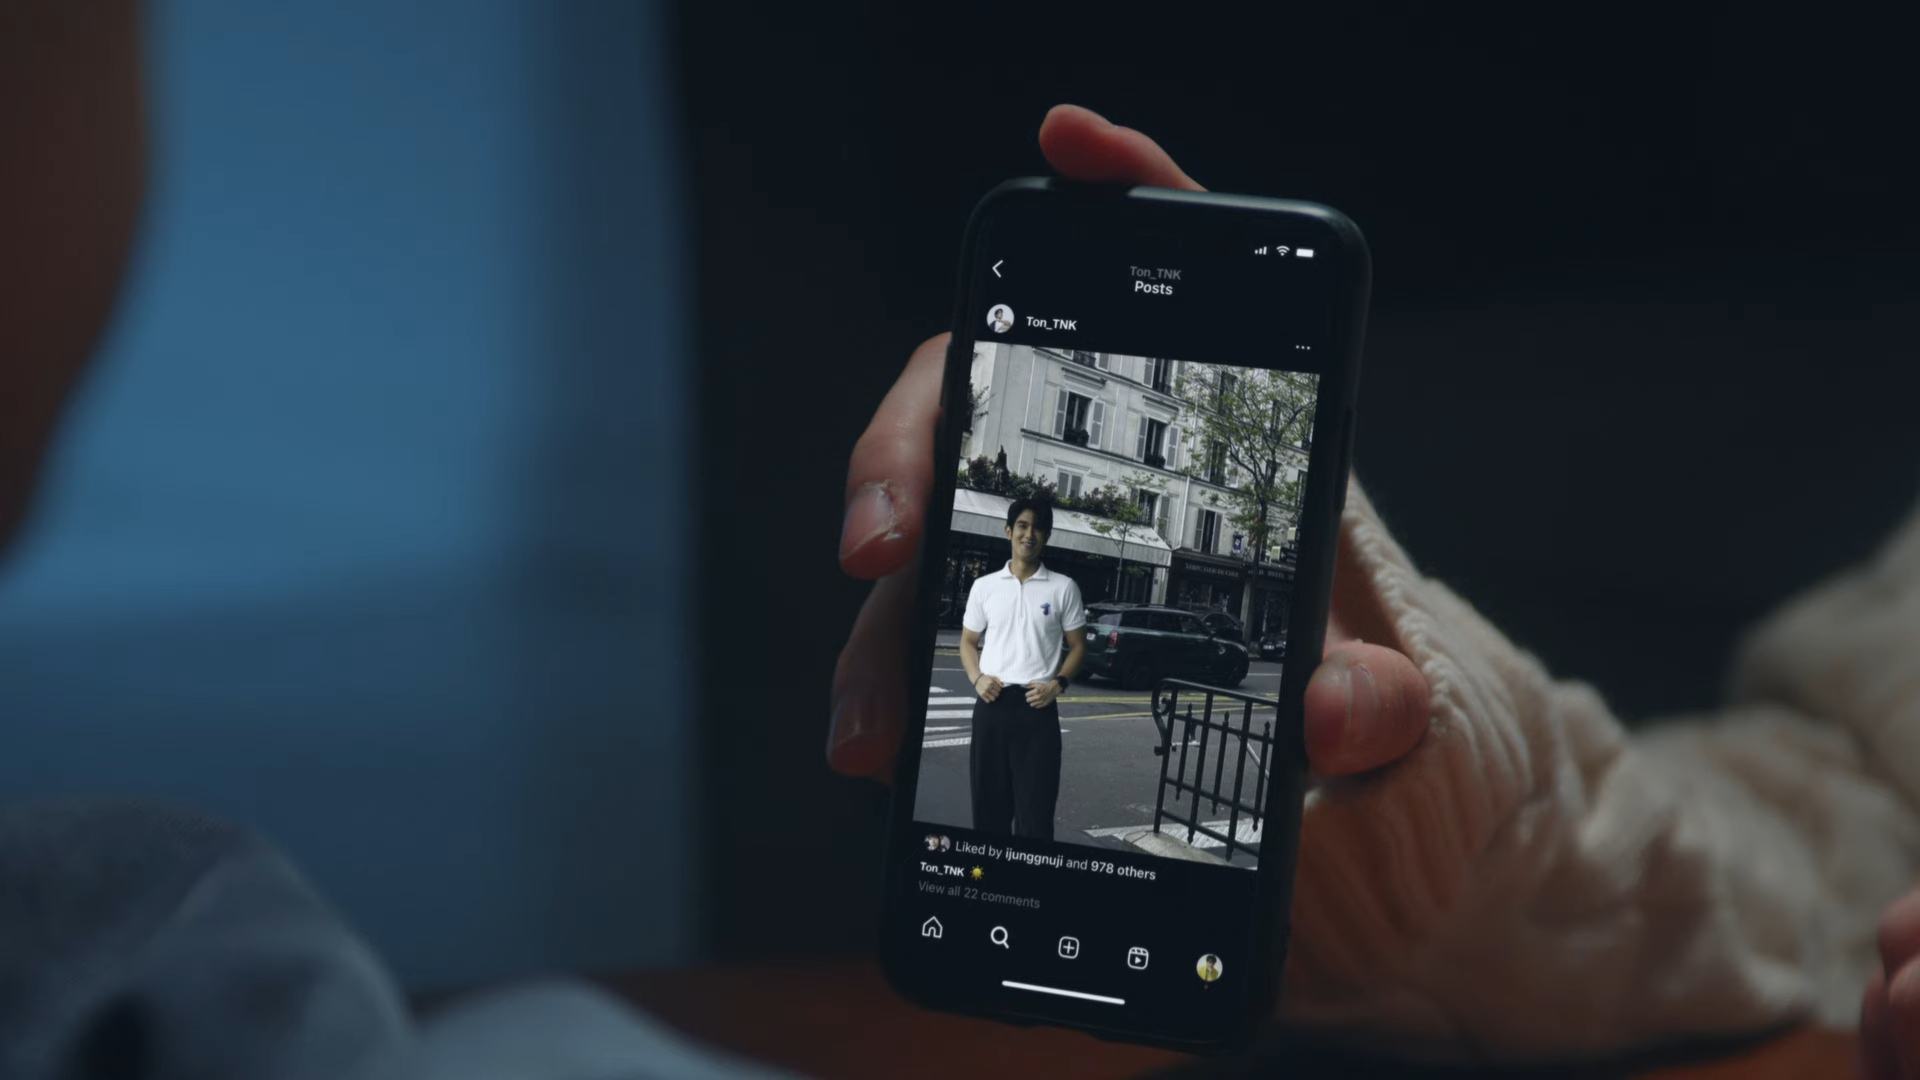 Ton_TNK
Posts
Ton_TNK
Liked by ijunggnuji and 978 others
Ton_TNK ☀️
View all 22 comments